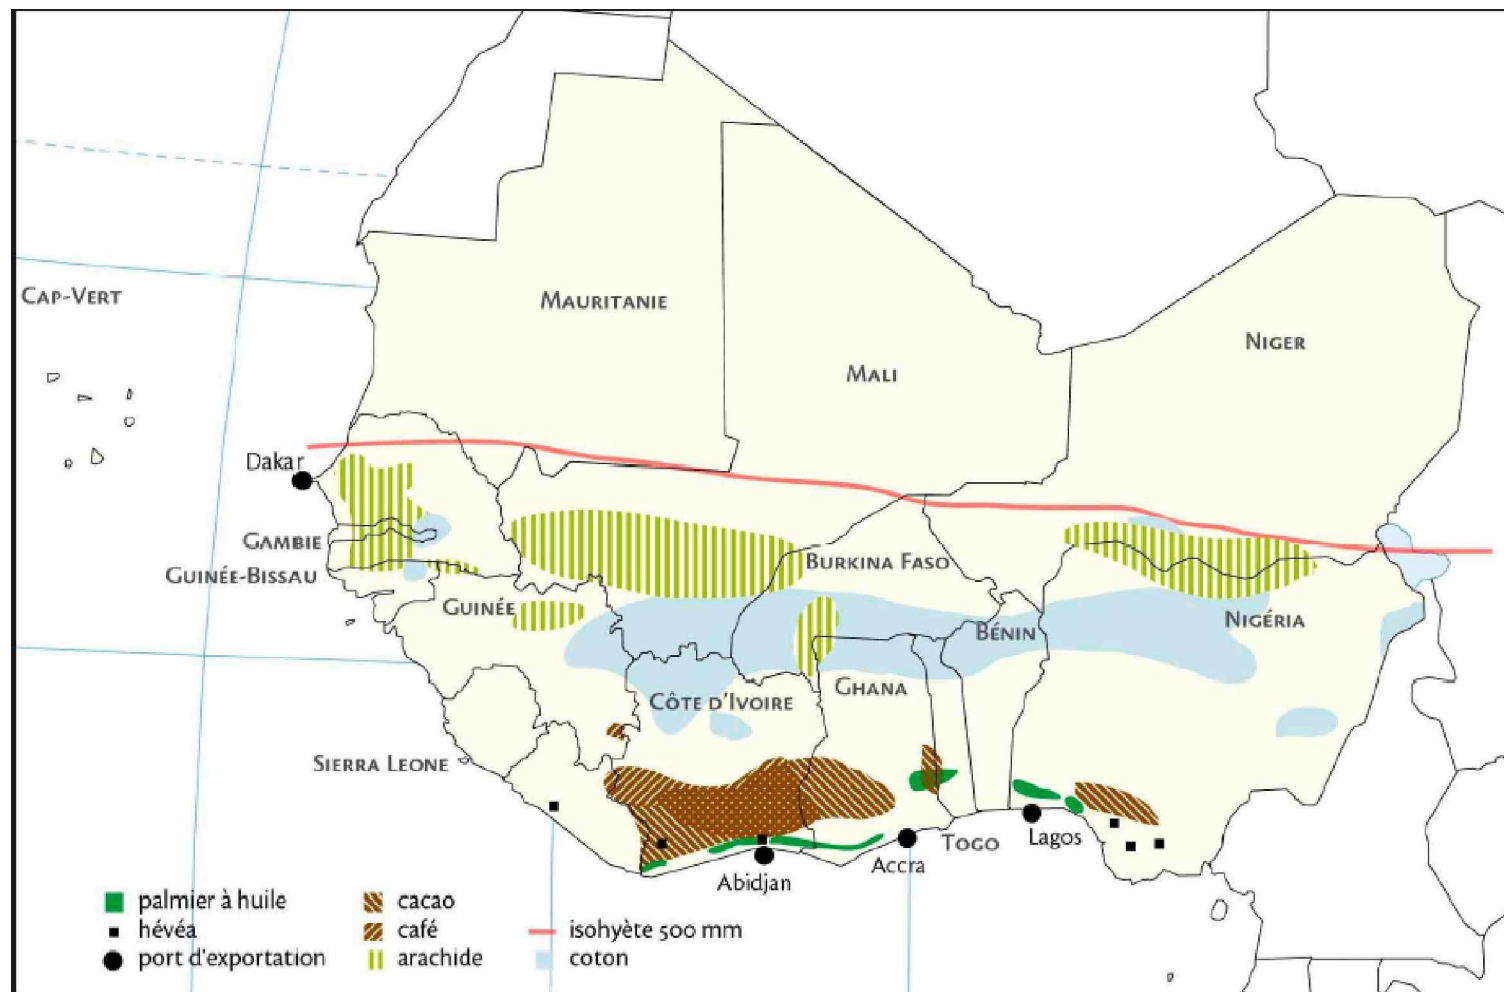 CAP-VERT
MAURITANIE
NIGER
MALI
Dakar
GAMBIE
BURKINA FASO
GUINÉE-BISSAU
GUINÉE
BÉNIN
NIGÉRIA
GHANA
CÔTE D'IVOIRE
SIERRA LEONE
Lagos
TOGO
Accra
Abidjan
palmier à huile
hévéa
port d'exportation
cacao
café
arachide
isohyète 500 mm
coton